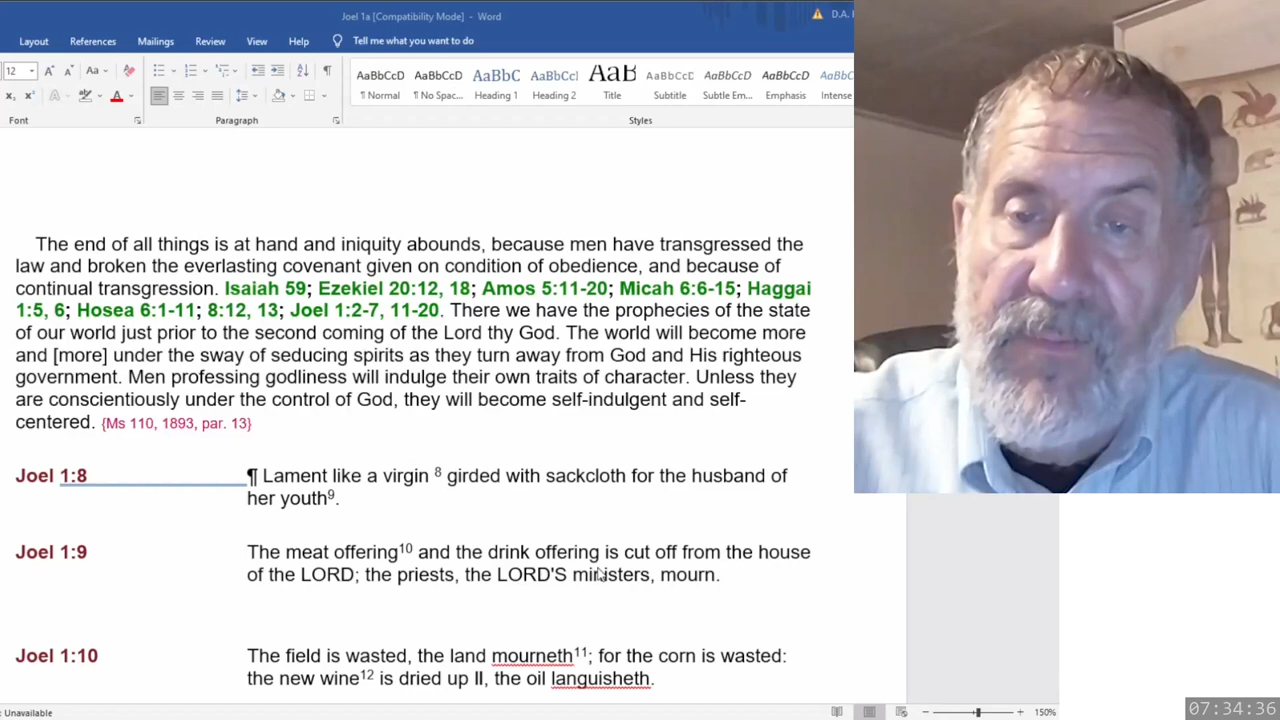 Joel 1a [Compatibility Mode] - Word
D.A.
Layout References Mailings Review View Help Tell me what you want to do
12 Aa
AaBbCcD AaBbCcD AaBbC AaBbCcI AaB AaBbCcD AaBbCcD AaBbCcD AaBbC
¶ Normal ¶ No Spac... Heading 1 Heading 2 Title Subtitle Subtle Em... Emphasis Intense
Font Paragraph Styles
The end of all things is at hand and iniquity abounds, because men have transgressed the
law and broken the everlasting covenant given on condition of obedience, and because of
continual transgression. Isaiah 59; Ezekiel 20:12, 18; Amos 5:11-20; Micah 6:6-15; Haggai
1:5, 6; Hosea 6:1-11; 8:12, 13; Joel 1:2-7, 11-20. There we have the prophecies of the state
of our world just prior to the second coming of the Lord thy God. The world will become more
and [more] under the sway of seducing spirits as they turn away from God and His righteous
government. Men professing godliness will indulge their own traits of character. Unless they
are conscientiously under the control of God, they will become self-indulgent and self-
centered. {Ms 110, 1893, par. 13}
Joel 1:8 ¶ Lament like a virgin 8 girded with sackcloth for the husband of
her youth9.
Joel 1:9 The meat offering10 and the drink offering is cut off from the house
of the LORD; the priests, the LORD'S ministers, mourn.
Joel 1:10 The field is wasted, the land mourneth11; for the corn is wasted:
the new wine12 is dried up II, the oil languisheth.
: Unavailable 150%
07:34:36